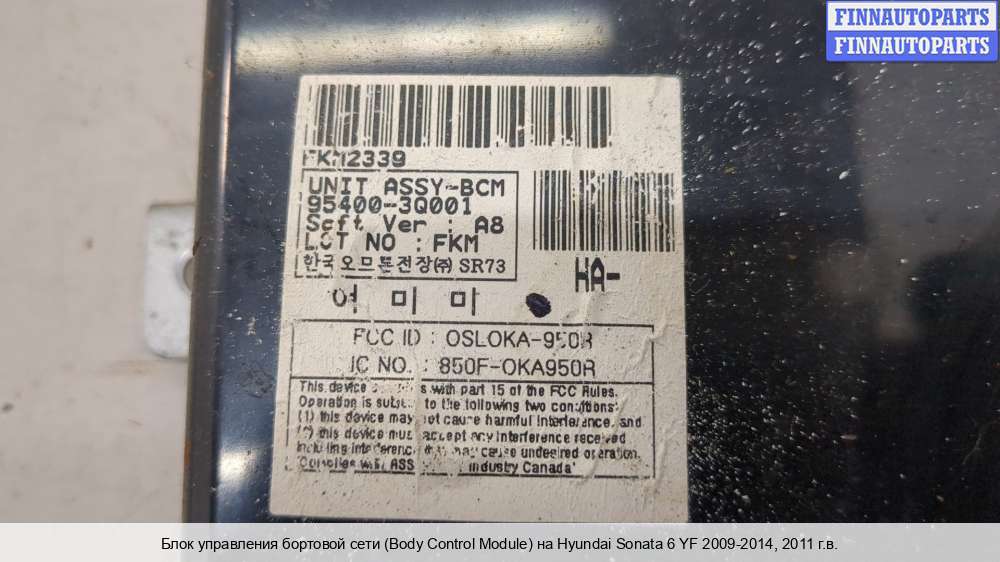 FINNAUTOPARTS
FINNAUTOPARTS
FKM2339
UNIT ASSY-BCM
95400-3Q001
Soft Ver : A8
LOT NO : FKM
한국오므론전장(주) SR73
HA-
여 미 마
FCC ID : OSLOKA-950R
IC NO. : 850F-OKA950R
This device with part 15 of the FCC Rules.
Operation is subject to the following two conditions:
(1) this device may not cause harmful interference, and
(2) this device must accept any interference received
including interference that may cause undesired operation.
Complies with Industry Canada'
Блок управления бортовой сети (Body Control Module) на Hyundai Sonata 6 YF 2009-2014, 2011 г.в.